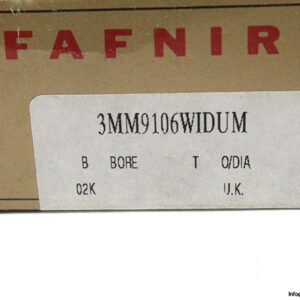 FAFNIR
3MM9106WIDUM
B BORE T O/DIA
02K U.K.